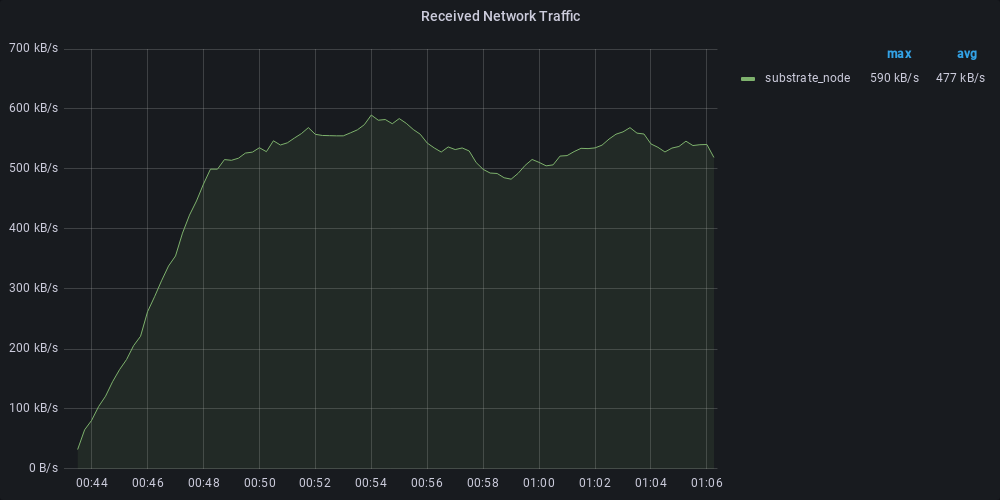 Received Network Traffic
700 kB/s
600 kB/s
500 kB/s
400 kB/s
300 kB/s
200 kB/s
100 kB/s
0 B/s
00:44 00:46 00:48 00:50 00:52 00:54 00:56 00:58 01:00 01:02 01:04 01:06
max avg
substrate_node 590 kB/s 477 kB/s